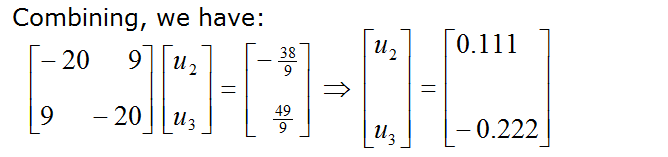 Combining, we have:
[ -20 9 ; 9 -20 ] [ u₂ ; u₃ ] = [ -38/9 ; 49/9 ] ⇒ [ u₂ ; u₃ ] = [ 0.111 ; -0.222 ]